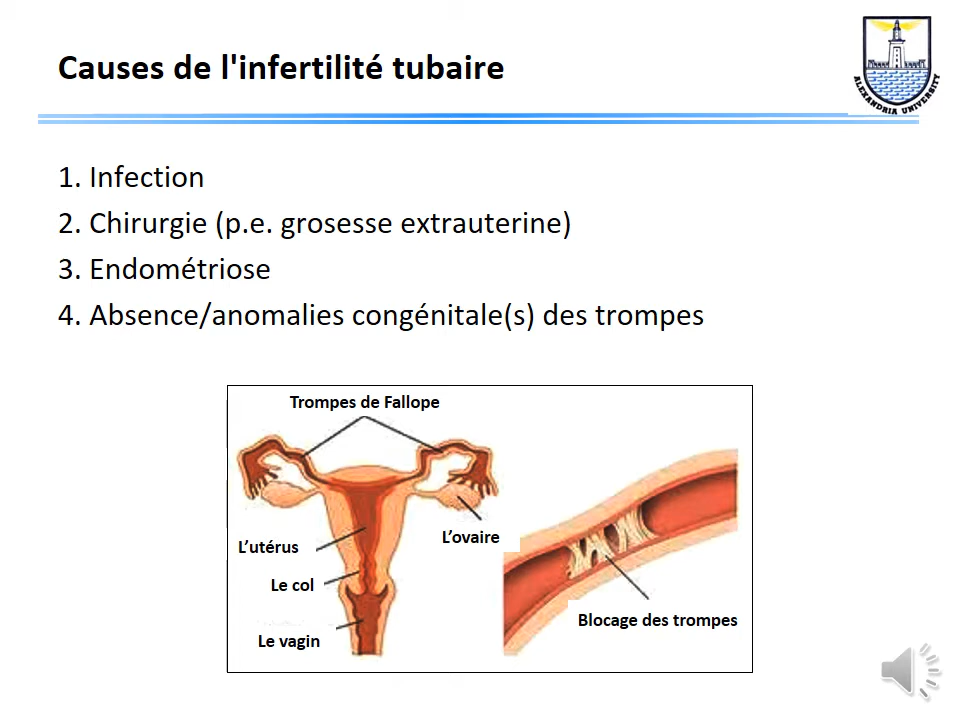 Causes de l'infertilité tubaire
ALEXANDRIA UNIVERSITY
1. Infection
2. Chirurgie (p.e. grosesse extrauterine)
3. Endométriose
4. Absence/anomalies congénitale(s) des trompes
Trompes de Fallope
L’utérus
L’ovaire
Le col
Blocage des trompes
Le vagin